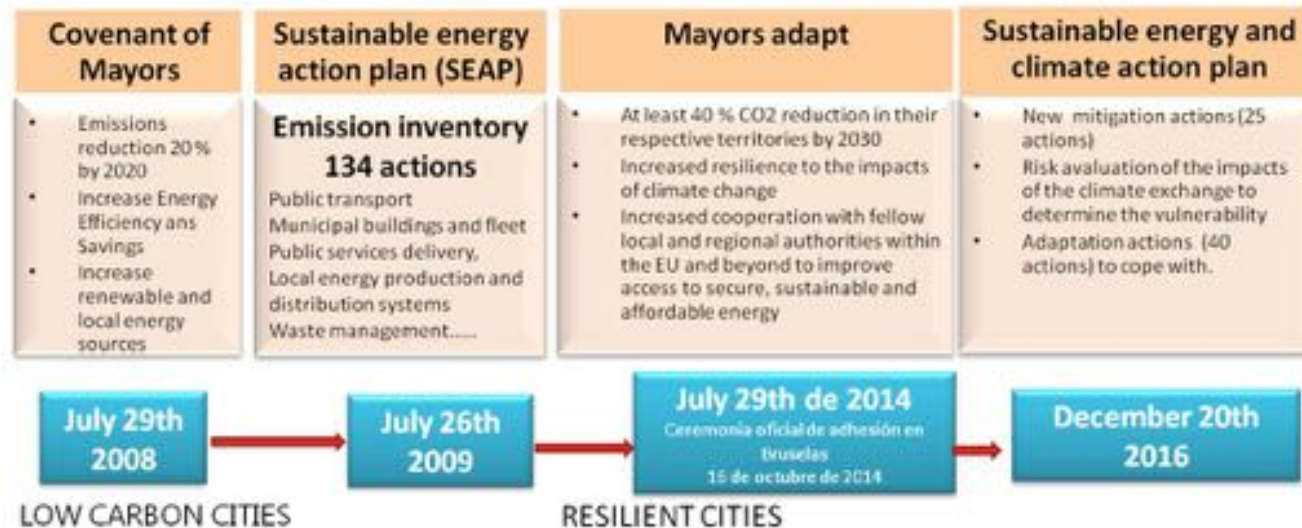 Covenant of
Mayors
Sustainable energy
action plan (SEAP)
Mayors adapt
Sustainable energy and
climate action plan
• Emissions
reduction 20%
by 2020
• Increase Energy
Efficiency ans
Savings
• Increase
renewable and
local energy
sources
Emission inventory
134 actions
Public transport
Municipal buildings and fleet
Public services delivery,
Local energy production and
distribution systems
Waste management.....
• At least 40 % CO2 reduction in their
respective territories by 2030
• Increased resilience to the impacts
of climate change
• Increased cooperation with fellow
local and regional authorities within
the EU and beyond to improve
access to secure, sustainable and
affordable energy
• New mitigation actions (25
actions)
• Risk avaluation of the impacts
of the climate exchange to
determine the vulnerability
• Adaptation actions (40
actions) to cope with.
July 29th
2008
July 26th
2009
July 29th de 2014
Ceremonia oficial de adhesión en
Bruselas
16 de octubre de 2014
December 20th
2016
LOW CARBON CITIES
RESILIENT CITIES